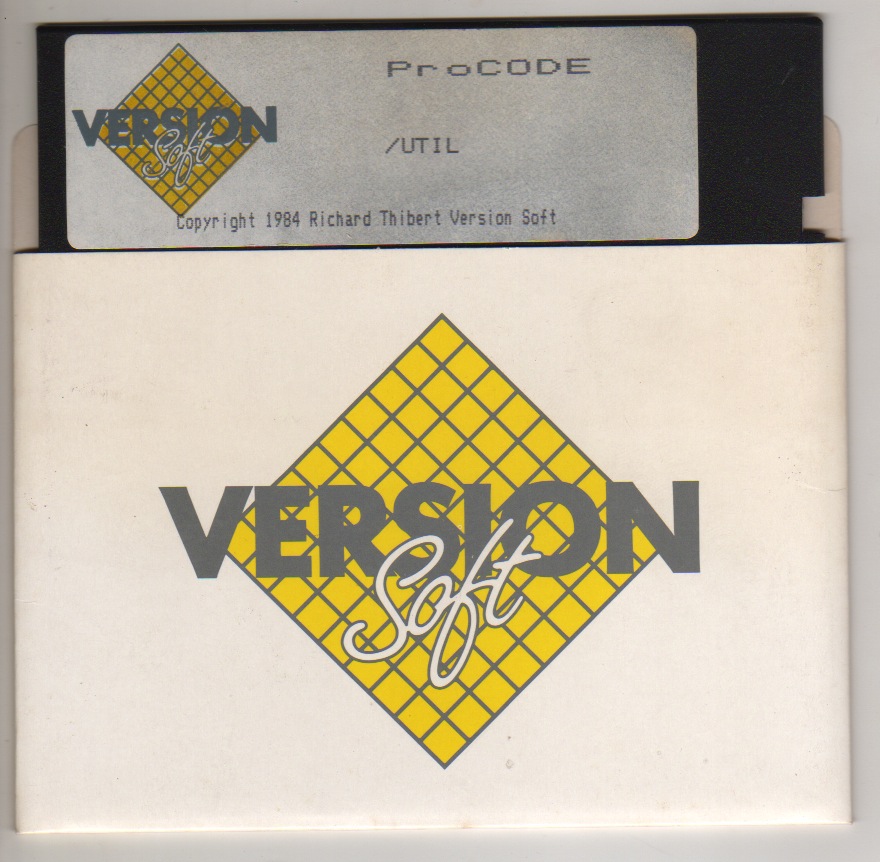 ProCODE
VERSION
Soft
/UTIL
Copyright 1984 Richard Thibert Version Soft
VERSION
Soft